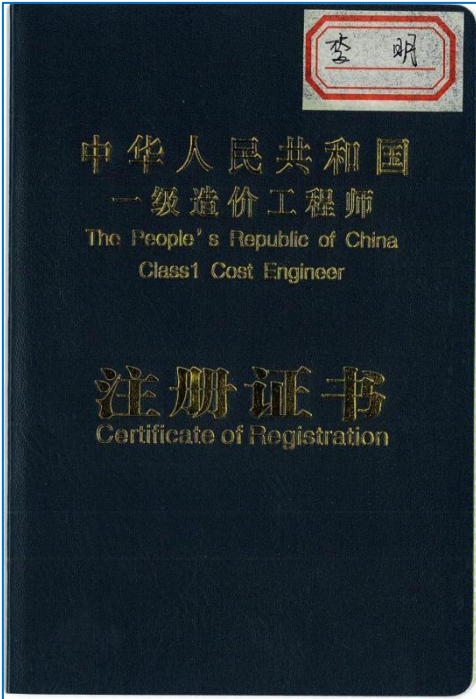 李明
中华人民共和国
一级造价工程师
The People's Republic of China
Class1 Cost Engineer
注册证书
Certificate of Registration